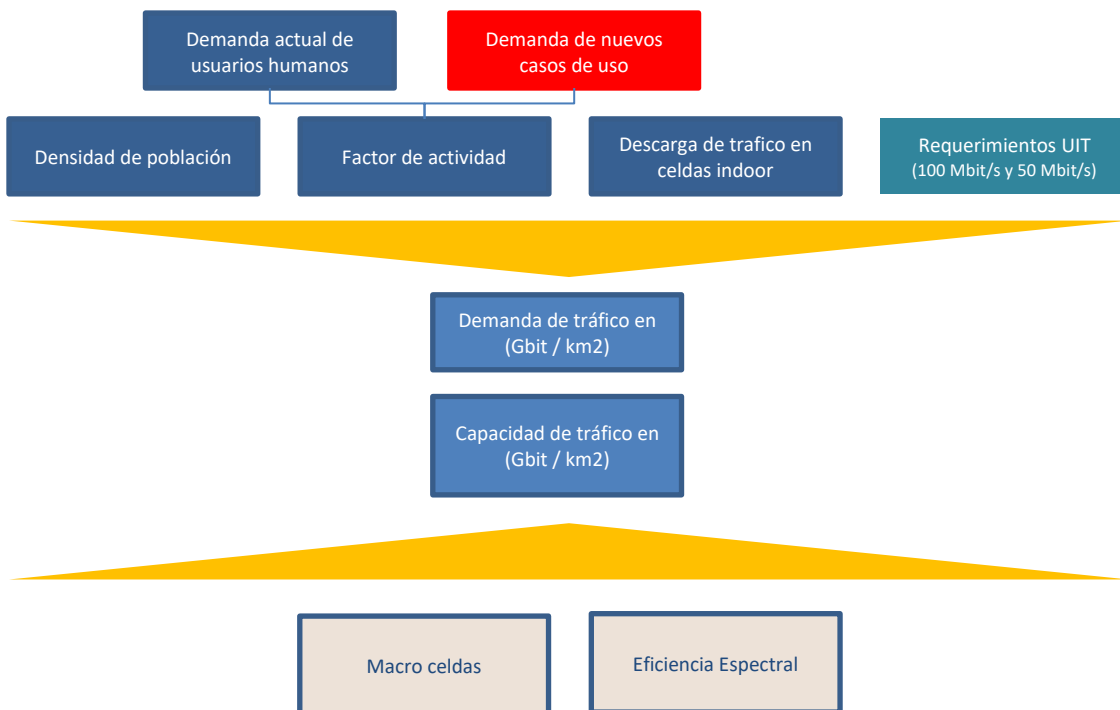 Demanda actual de
usuarios humanos
Demanda de nuevos
casos de uso
Densidad de población
Factor de actividad
Descarga de trafico en
celdas indoor
Requerimientos UIT
(100 Mbit/s y 50 Mbit/s)
Demanda de tráfico en
(Gbit / km2)
Capacidad de tráfico en
(Gbit / km2)
Macro celdas
Eficiencia Espectral